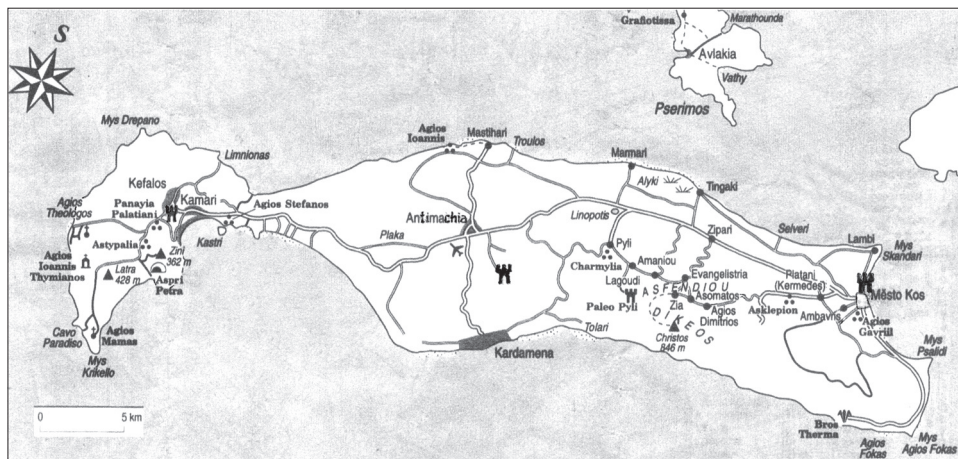 S
Mys Drepano
Limnionas
Kefalos
Kamari
Panayia
Palatiani
Agios
Theologos
Astypalia
Agios Stefanos
Kastri
Zini
362 m
Agios
Ioannis
Thymianos
Latra
428 m
Aspri
Petra
Cavo
Paradiso
Agios
Mamas
Mys
Krikello
0 5 km
Agios
Ioannis
Mastihari
Troulos
Antimachia
Plaka
Kardamena
Tolari
Grafiotissa
Marathounda
Avlakia
Vathy
Pserimos
Marmari
Alyki
Tingaki
Linopotis
Pyli
Charmylia
Lagoudi
Amaniou
Paleo Pyli
Zipari
Evangelistria
ASFENDIOU
Zia
Asomatos
Agios
Dimitrios
DIKEOS
Christos
846 m
Selveri
Lambi
Mys
Skandari
Platani
(Kermedes)
Město Kos
Asklepion
Ambavris
Agios
Gavriil
Mys
Psalidi
Bros
Therma
Agios
Fokas
Mys
Agios Fokas